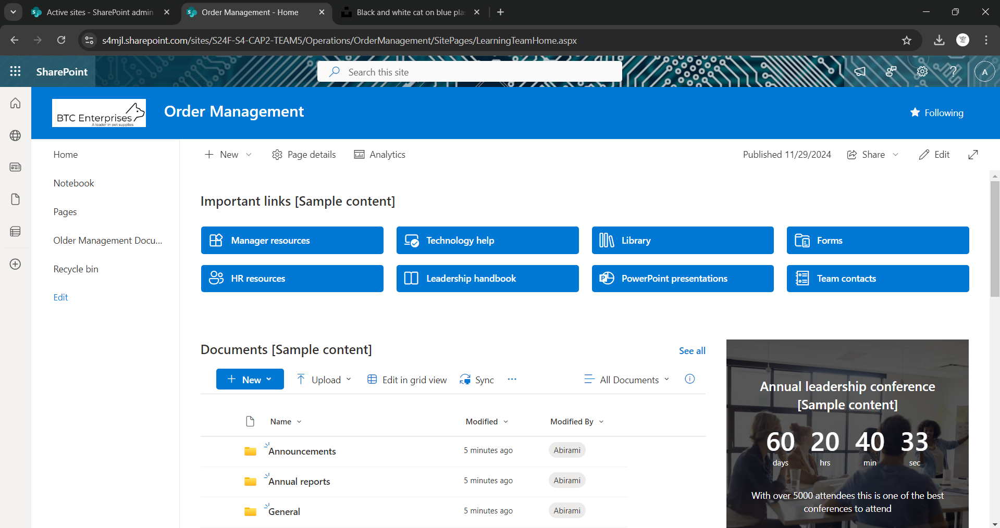 Active sites - SharePoint admin
Order Management - Home
Black and white cat on blue pla
s4mjl.sharepoint.com/sites/S24F-S4-CAP2-TEAM5/Operations/OrderManagement/SitePages/LearningTeamHome.aspx
SharePoint
Search this site
A
BTC Enterprises
A leader in pet supplies
Order Management
Following
Home
Notebook
Pages
Older Management Docu...
Recycle bin
Edit
New
Page details
Analytics
Published 11/29/2024
Share
Edit
Important links [Sample content]
Manager resources
Technology help
Library
Forms
HR resources
Leadership handbook
PowerPoint presentations
Team contacts
Documents [Sample content]
See all
New
Upload
Edit in grid view
Sync
All Documents
Name
Modified
Modified By
Announcements
5 minutes ago
Abirami
Annual reports
5 minutes ago
Abirami
General
5 minutes ago
Abirami
Annual leadership conference
[Sample content]
60 20 40 33
days hrs min sec
With over 5000 attendees this is one of the best
conferences to attend